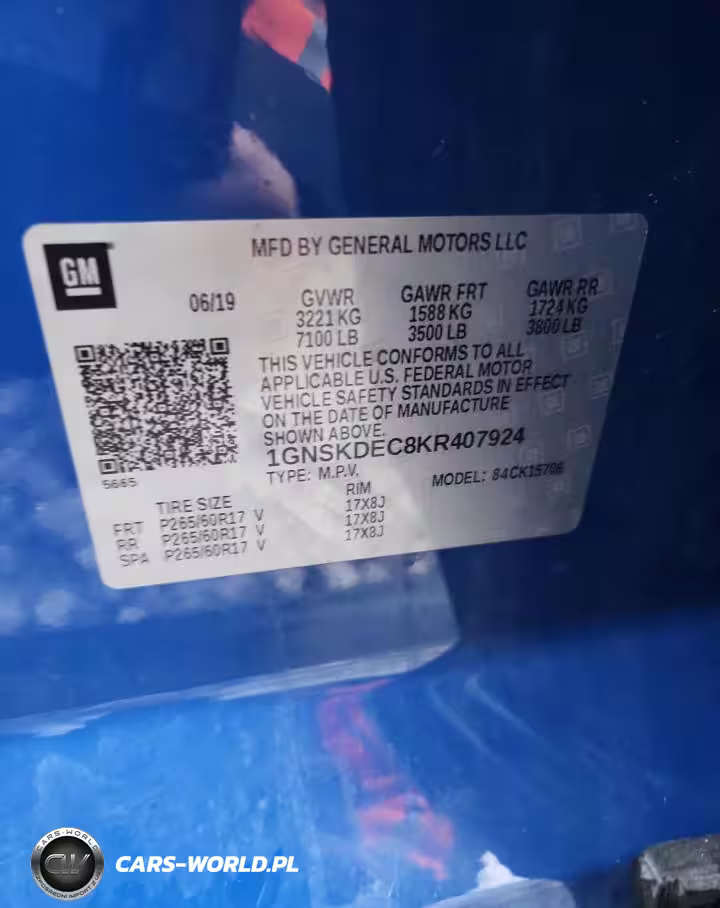 GM
MFD BY GENERAL MOTORS LLC
06/19
GVWR
3221 KG
7100 LB
GAWR FRT
1588 KG
3500 LB
GAWR RR
1724 KG
3800 LB
THIS VEHICLE CONFORMS TO ALL
APPLICABLE U.S. FEDERAL MOTOR
VEHICLE SAFETY STANDARDS IN EFFECT
ON THE DATE OF MANUFACTURE
SHOWN ABOVE.
1GNSKDEC8KR407924
TYPE: M.P.V.
MODEL: 84CK15706
5665
TIRE SIZE
RIM
FRT P265/60R17 V 17X8J
RR P265/60R17 V 17X8J
SPA P265/60R17 V 17X8J
CARS-WORLD
CW
CARS-WORLD.PL